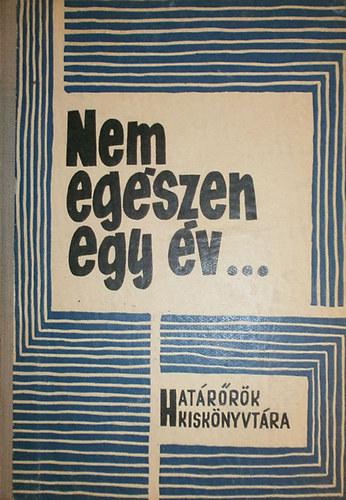 Nem
egészen
egy év...
HATÁRŐRÖK
KISKÖNYVTÁRA